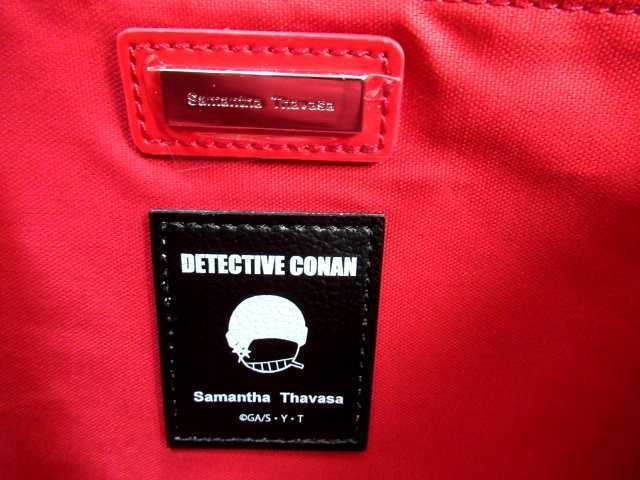 Samantha Thavasa
DETECTIVE CONAN
Samantha Thavasa
©GA/S・Y・T